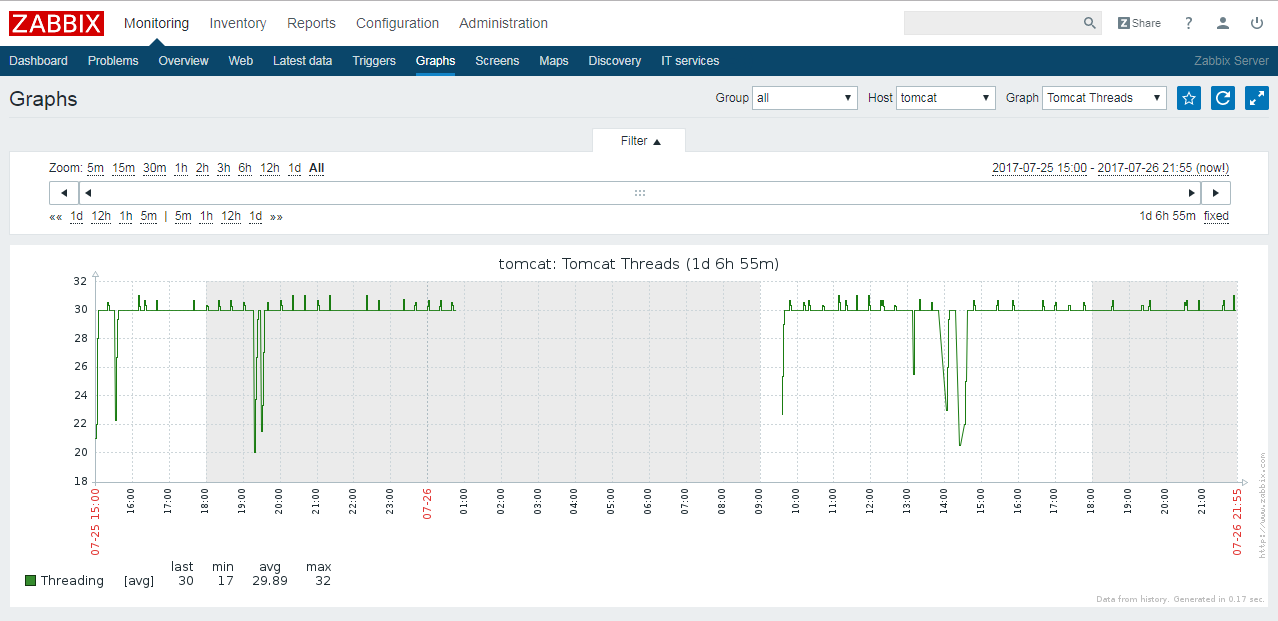 ZABBIX Monitoring Inventory Reports Configuration Administration Z Share ?
Dashboard Problems Overview Web Latest data Triggers Graphs Screens Maps Discovery IT services Zabbix Server
Graphs Group all Host tomcat Graph Tomcat Threads
Filter
Zoom: 5m 15m 30m 1h 2h 3h 6h 12h 1d All 2017-07-25 15:00 - 2017-07-26 21:55 (now!)
«« 1d 12h 1h 5m | 5m 1h 12h 1d »» 1d 6h 55m fixed
tomcat: Tomcat Threads (1d 6h 55m)
32
30
28
26
24
22
20
18
07-25 15:00 16:00 17:00 18:00 19:00 20:00 21:00 22:00 23:00 07-26 01:00 02:00 03:00 04:00 05:00 06:00 07:00 08:00 09:00 10:00 11:00 12:00 13:00 14:00 15:00 16:00 17:00 18:00 19:00 20:00 21:00 07-26 21:55
http://www.zabbix.com
last min avg max
Threading [avg] 30 17 29.89 32
Data from history. Generated in 0.17 sec.